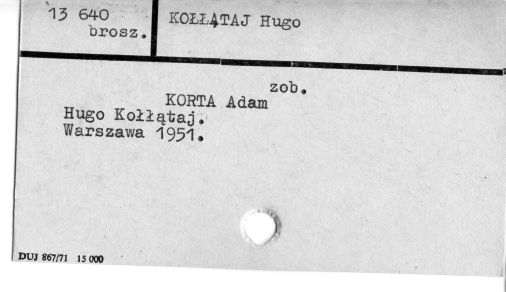 13 640
brosz.
KOŁŁĄTAJ Hugo
zob.
KORTA Adam
Hugo Kołłątaj.
Warszawa 1951.
DUJ 867/71 15 000